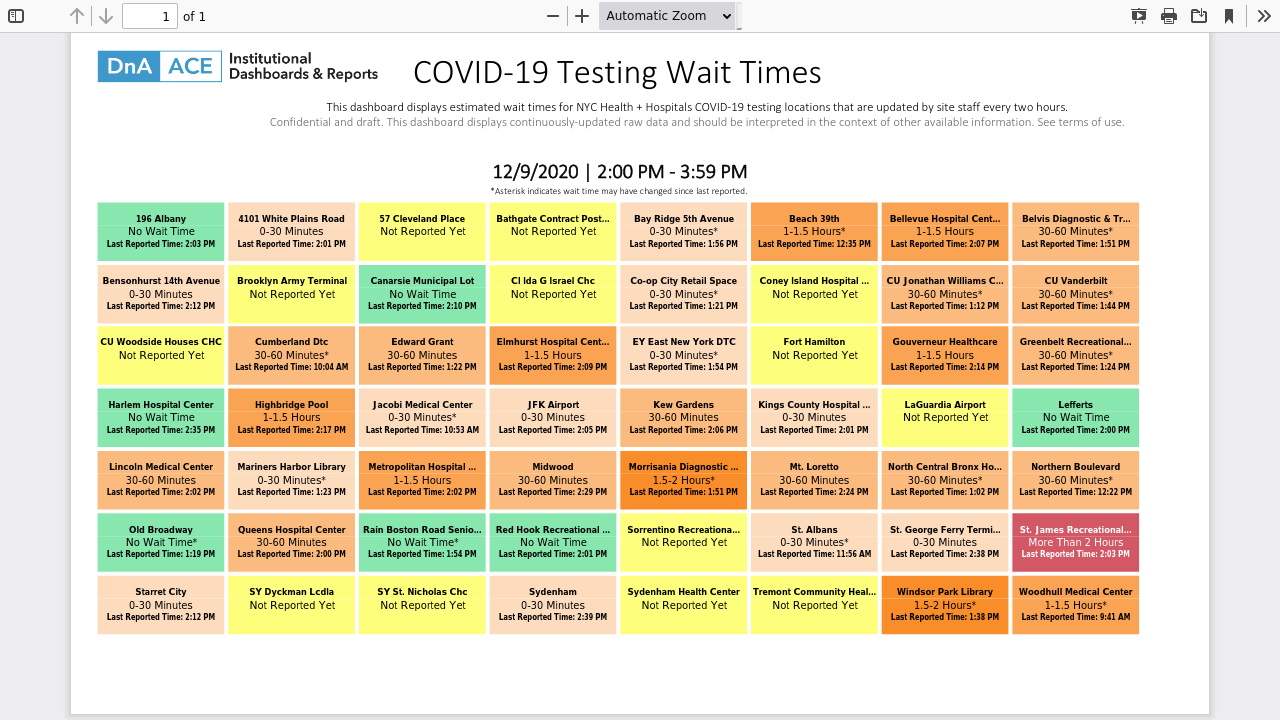 1 of 1 Automatic Zoom
DnA ACE Institutional Dashboards & Reports
COVID-19 Testing Wait Times
This dashboard displays estimated wait times for NYC Health + Hospitals COVID-19 testing locations that are updated by site staff every two hours.
Confidential and draft. This dashboard displays continuously-updated raw data and should be interpreted in the context of other available information. See terms of use.
12/9/2020 | 2:00 PM - 3:59 PM
*Asterisk indicates wait time may have changed since last reported.
196 Albany
No Wait Time
Last Reported Time: 2:03 PM
4101 White Plains Road
0-30 Minutes
Last Reported Time: 2:01 PM
57 Cleveland Place
Not Reported Yet
Bathgate Contract Post...
Not Reported Yet
Bay Ridge 5th Avenue
0-30 Minutes*
Last Reported Time: 1:56 PM
Beach 39th
1-1.5 Hours*
Last Reported Time: 12:35 PM
Bellevue Hospital Cent...
1-1.5 Hours
Last Reported Time: 2:07 PM
Belvis Diagnostic & Tr...
30-60 Minutes*
Last Reported Time: 1:51 PM
Bensonhurst 14th Avenue
0-30 Minutes
Last Reported Time: 2:12 PM
Brooklyn Army Terminal
Not Reported Yet
Canarsie Municipal Lot
No Wait Time
Last Reported Time: 2:10 PM
Cl Ida G Israel Chc
Not Reported Yet
Co-op City Retail Space
0-30 Minutes*
Last Reported Time: 1:21 PM
Coney Island Hospital ...
Not Reported Yet
CU Jonathan Williams C...
30-60 Minutes*
Last Reported Time: 1:12 PM
CU Vanderbilt
30-60 Minutes*
Last Reported Time: 1:44 PM
CU Woodside Houses CHC
Not Reported Yet
Cumberland Dtc
30-60 Minutes*
Last Reported Time: 10:04 AM
Edward Grant
30-60 Minutes
Last Reported Time: 1:22 PM
Elmhurst Hospital Cent...
1-1.5 Hours
Last Reported Time: 2:09 PM
EY East New York DTC
0-30 Minutes*
Last Reported Time: 1:54 PM
Fort Hamilton
Not Reported Yet
Gouverneur Healthcare
1-1.5 Hours
Last Reported Time: 2:14 PM
Greenbelt Recreational...
30-60 Minutes*
Last Reported Time: 1:24 PM
Harlem Hospital Center
No Wait Time
Last Reported Time: 2:35 PM
Highbridge Pool
1-1.5 Hours
Last Reported Time: 2:17 PM
Jacobi Medical Center
0-30 Minutes*
Last Reported Time: 10:53 AM
JFK Airport
0-30 Minutes
Last Reported Time: 2:05 PM
Kew Gardens
30-60 Minutes
Last Reported Time: 2:06 PM
Kings County Hospital ...
0-30 Minutes
Last Reported Time: 2:01 PM
LaGuardia Airport
Not Reported Yet
Lefferts
No Wait Time
Last Reported Time: 2:00 PM
Lincoln Medical Center
30-60 Minutes
Last Reported Time: 2:02 PM
Mariners Harbor Library
0-30 Minutes*
Last Reported Time: 1:23 PM
Metropolitan Hospital ...
1-1.5 Hours
Last Reported Time: 2:02 PM
Midwood
30-60 Minutes
Last Reported Time: 2:29 PM
Morrisania Diagnostic ...
1.5-2 Hours*
Last Reported Time: 1:51 PM
Mt. Loretto
30-60 Minutes
Last Reported Time: 2:24 PM
North Central Bronx Ho...
30-60 Minutes*
Last Reported Time: 1:02 PM
Northern Boulevard
30-60 Minutes*
Last Reported Time: 12:22 PM
Old Broadway
No Wait Time*
Last Reported Time: 1:19 PM
Queens Hospital Center
30-60 Minutes
Last Reported Time: 2:00 PM
Rain Boston Road Senio...
No Wait Time*
Last Reported Time: 1:54 PM
Red Hook Recreational ...
No Wait Time
Last Reported Time: 2:01 PM
Sorrentino Recreationa...
Not Reported Yet
St. Albans
0-30 Minutes*
Last Reported Time: 11:56 AM
St. George Ferry Termi...
0-30 Minutes
Last Reported Time: 2:38 PM
St. James Recreational...
More Than 2 Hours
Last Reported Time: 2:03 PM
Starret City
0-30 Minutes
Last Reported Time: 2:12 PM
SY Dyckman Lcdla
Not Reported Yet
SY St. Nicholas Chc
Not Reported Yet
Sydenham
0-30 Minutes
Last Reported Time: 2:39 PM
Sydenham Health Center
Not Reported Yet
Tremont Community Heal...
Not Reported Yet
Windsor Park Library
1.5-2 Hours*
Last Reported Time: 1:38 PM
Woodhull Medical Center
1-1.5 Hours*
Last Reported Time: 9:41 AM